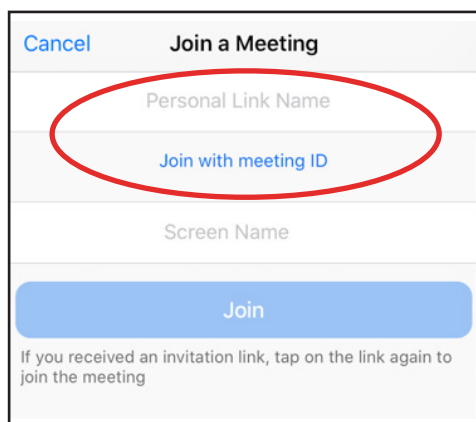 Cancel Join a Meeting
Personal Link Name
Join with meeting ID
Screen Name
Join
If you received an invitation link, tap on the link again to
join the meeting